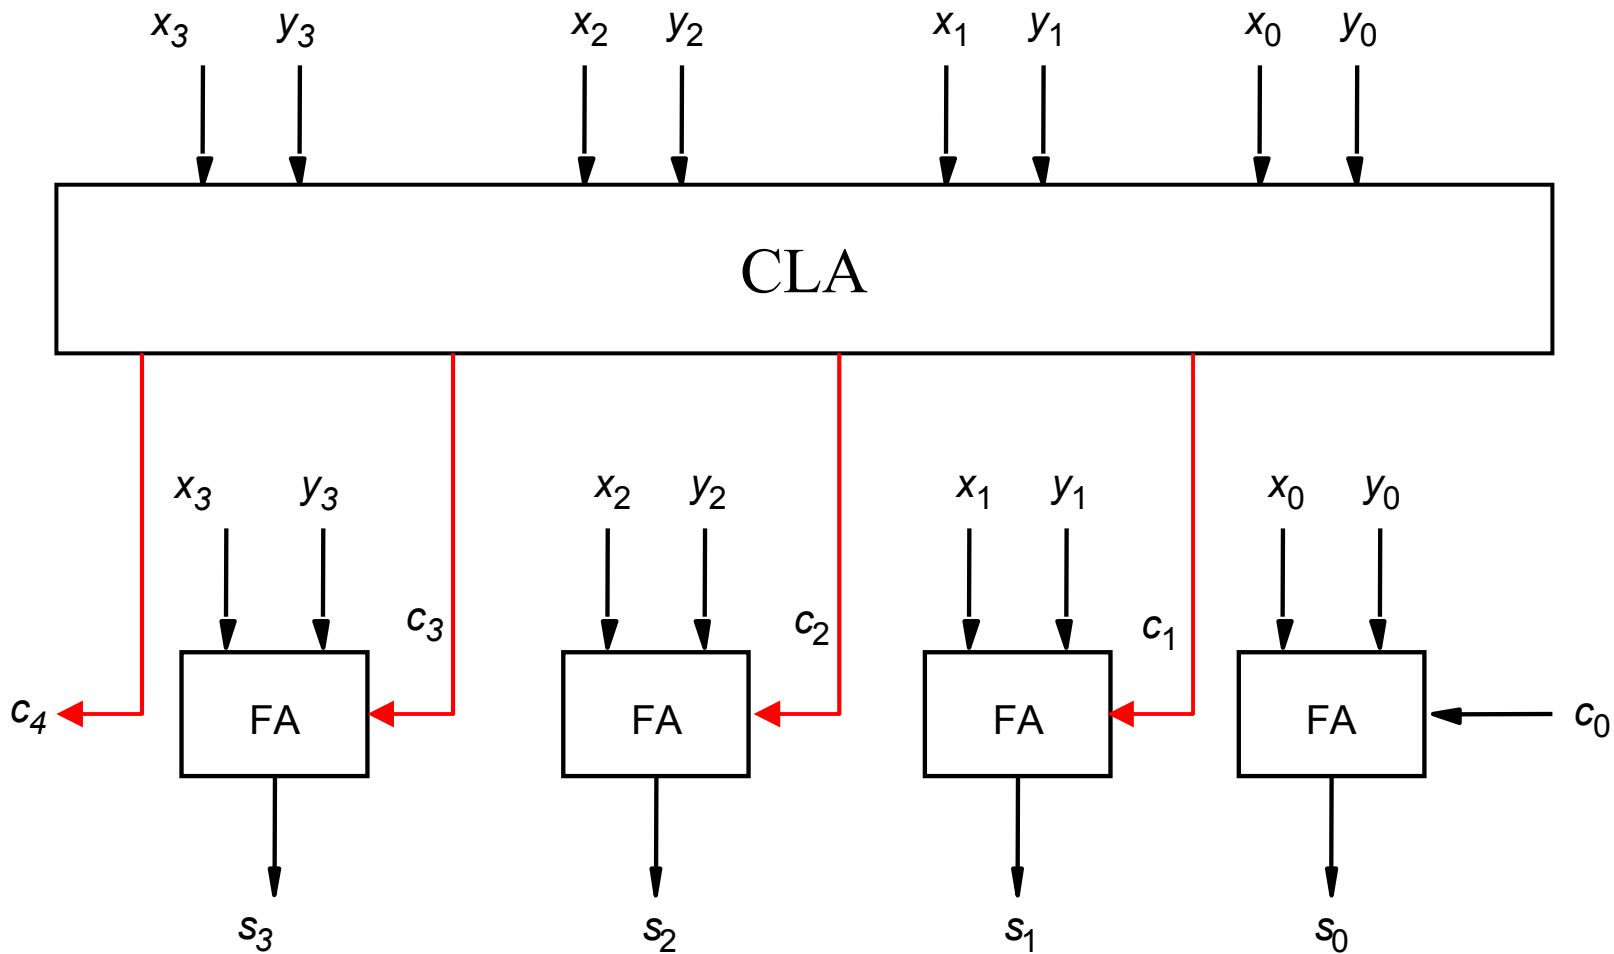 x3 y3 x2 y2 x1 y1 x0 y0
CLA
x3 y3 x2 y2 x1 y1 x0 y0
c3 c2 c1
c4 FA FA FA FA c0
s3 s2 s1 s0